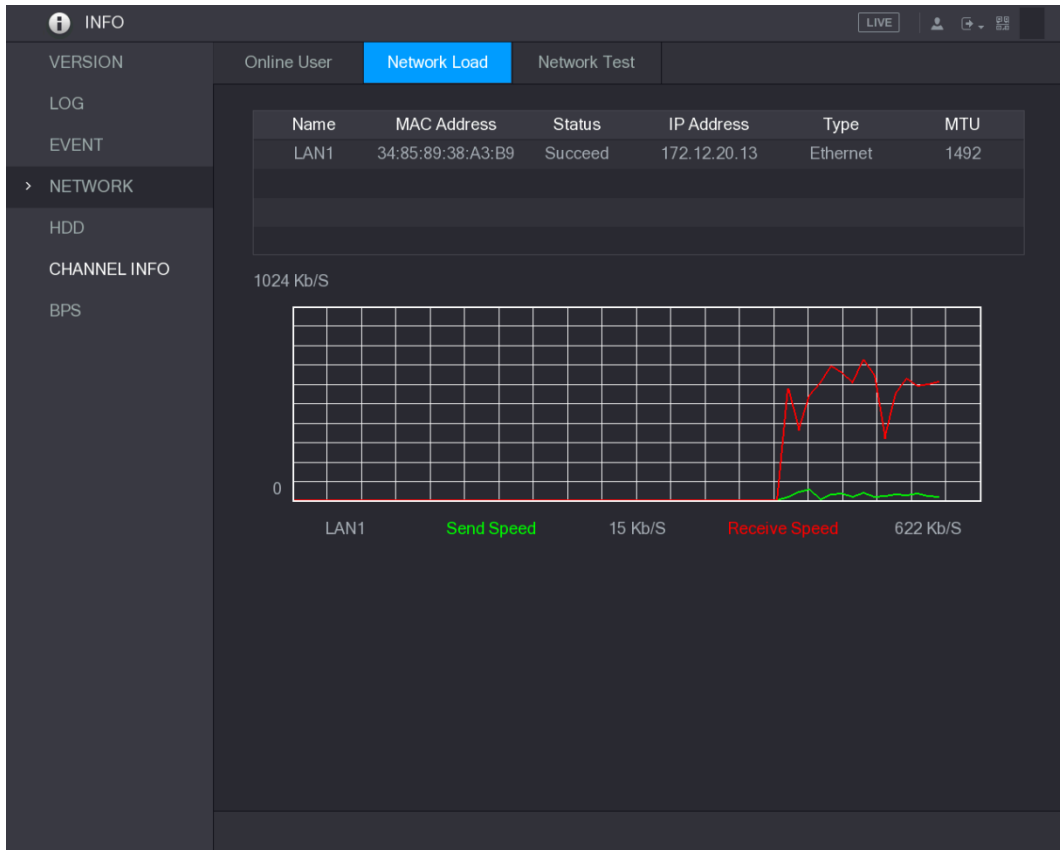 INFO LIVE
VERSION
LOG
EVENT
NETWORK
HDD
CHANNEL INFO
BPS
Online User Network Load Network Test
Name MAC Address Status IP Address Type MTU
LAN1 34:85:89:38:A3:B9 Succeed 172.12.20.13 Ethernet 1492
1024 Kb/S
0
LAN1 Send Speed 15 Kb/S Receive Speed 622 Kb/S